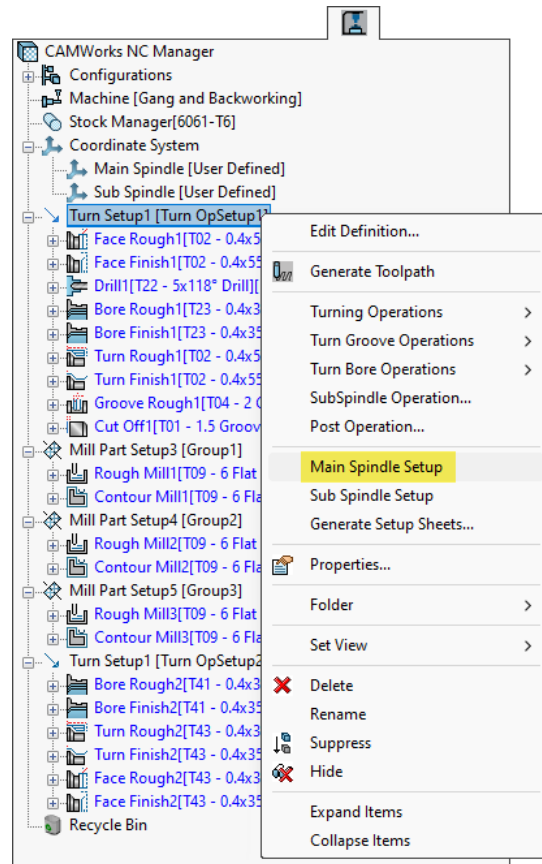 CAMWorks NC Manager
Configurations
Machine [Gang and Backworking]
Stock Manager[6061-T6]
Coordinate System
Main Spindle [User Defined]
Sub Spindle [User Defined]
Turn Setup1 [Turn OpSetup1]
Face Rough1[T02 - 0.4x5
Face Finish1[T02 - 0.4x55
Drill1[T22 - 5x118° Drill][
Bore Rough1[T23 - 0.4x3
Bore Finish1[T23 - 0.4x35
Turn Rough1[T02 - 0.4x5
Turn Finish1[T02 - 0.4x55
Groove Rough1[T04 - 2 G
Cut Off1[T01 - 1.5 Groov
Mill Part Setup3 [Group1]
Rough Mill1[T09 - 6 Flat
Contour Mill1[T09 - 6 Fla
Mill Part Setup4 [Group2]
Rough Mill2[T09 - 6 Flat
Contour Mill2[T09 - 6 Fla
Mill Part Setup5 [Group3]
Rough Mill3[T09 - 6 Flat
Contour Mill3[T09 - 6 Fla
Turn Setup1 [Turn OpSetup2
Bore Rough2[T41 - 0.4x3
Bore Finish2[T41 - 0.4x35
Turn Rough2[T43 - 0.4x3
Turn Finish2[T43 - 0.4x35
Face Rough2[T43 - 0.4x3
Face Finish2[T43 - 0.4x35
Recycle Bin
Edit Definition...
Generate Toolpath
Turning Operations
Turn Groove Operations
Turn Bore Operations
SubSpindle Operation...
Post Operation...
Main Spindle Setup
Sub Spindle Setup
Generate Setup Sheets...
Properties...
Folder
Set View
Delete
Rename
Suppress
Hide
Expand Items
Collapse Items